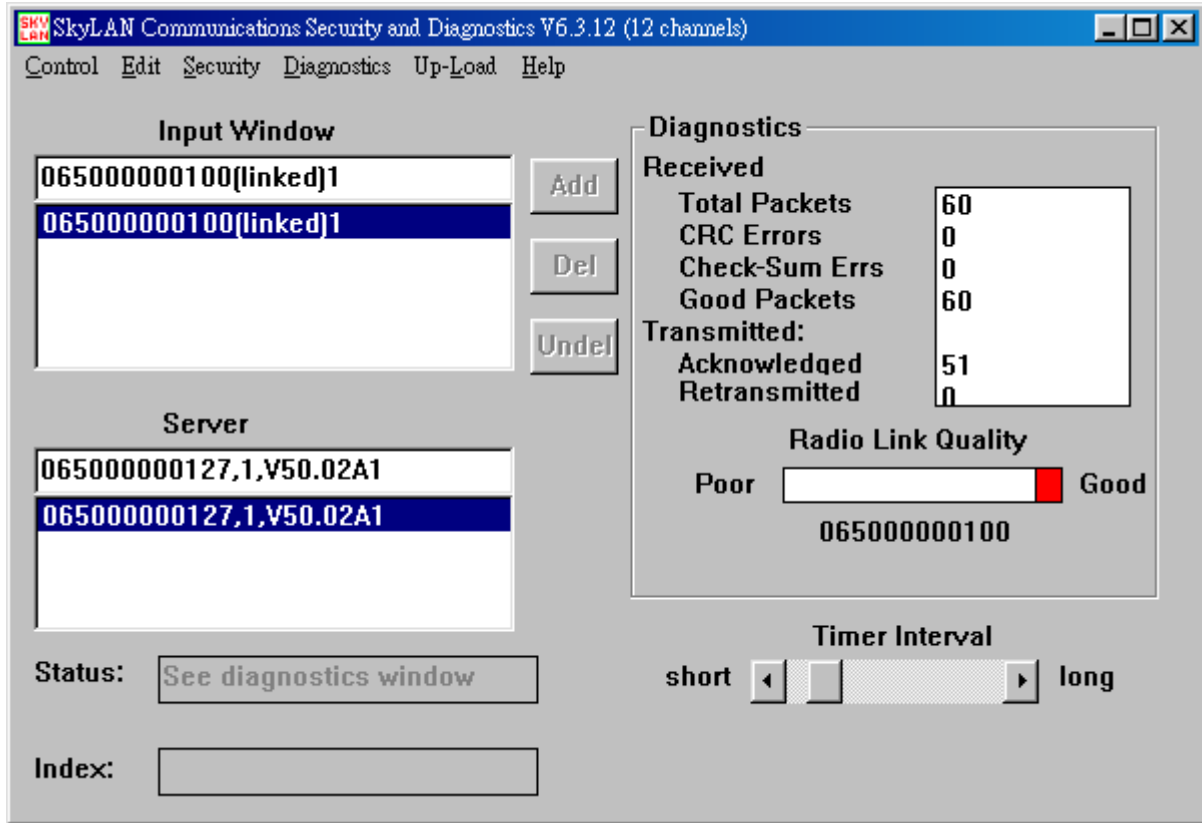 SKY LAN SkyLAN Communications Security and Diagnostics V6.3.12 (12 channels)
Control Edit Security Diagnostics Up-Load Help
Input Window
065000000100(linked)1
065000000100(linked)1
Add
Del
Undel
Server
065000000127,1,V50.02A1
065000000127,1,V50.02A1
Status: See diagnostics window
Index:
Diagnostics
Received
Total Packets 60
CRC Errors 0
Check-Sum Errs 0
Good Packets 60
Transmitted:
Acknowledged 51
Retransmitted 0
Radio Link Quality
Poor Good
065000000100
Timer Interval
short long